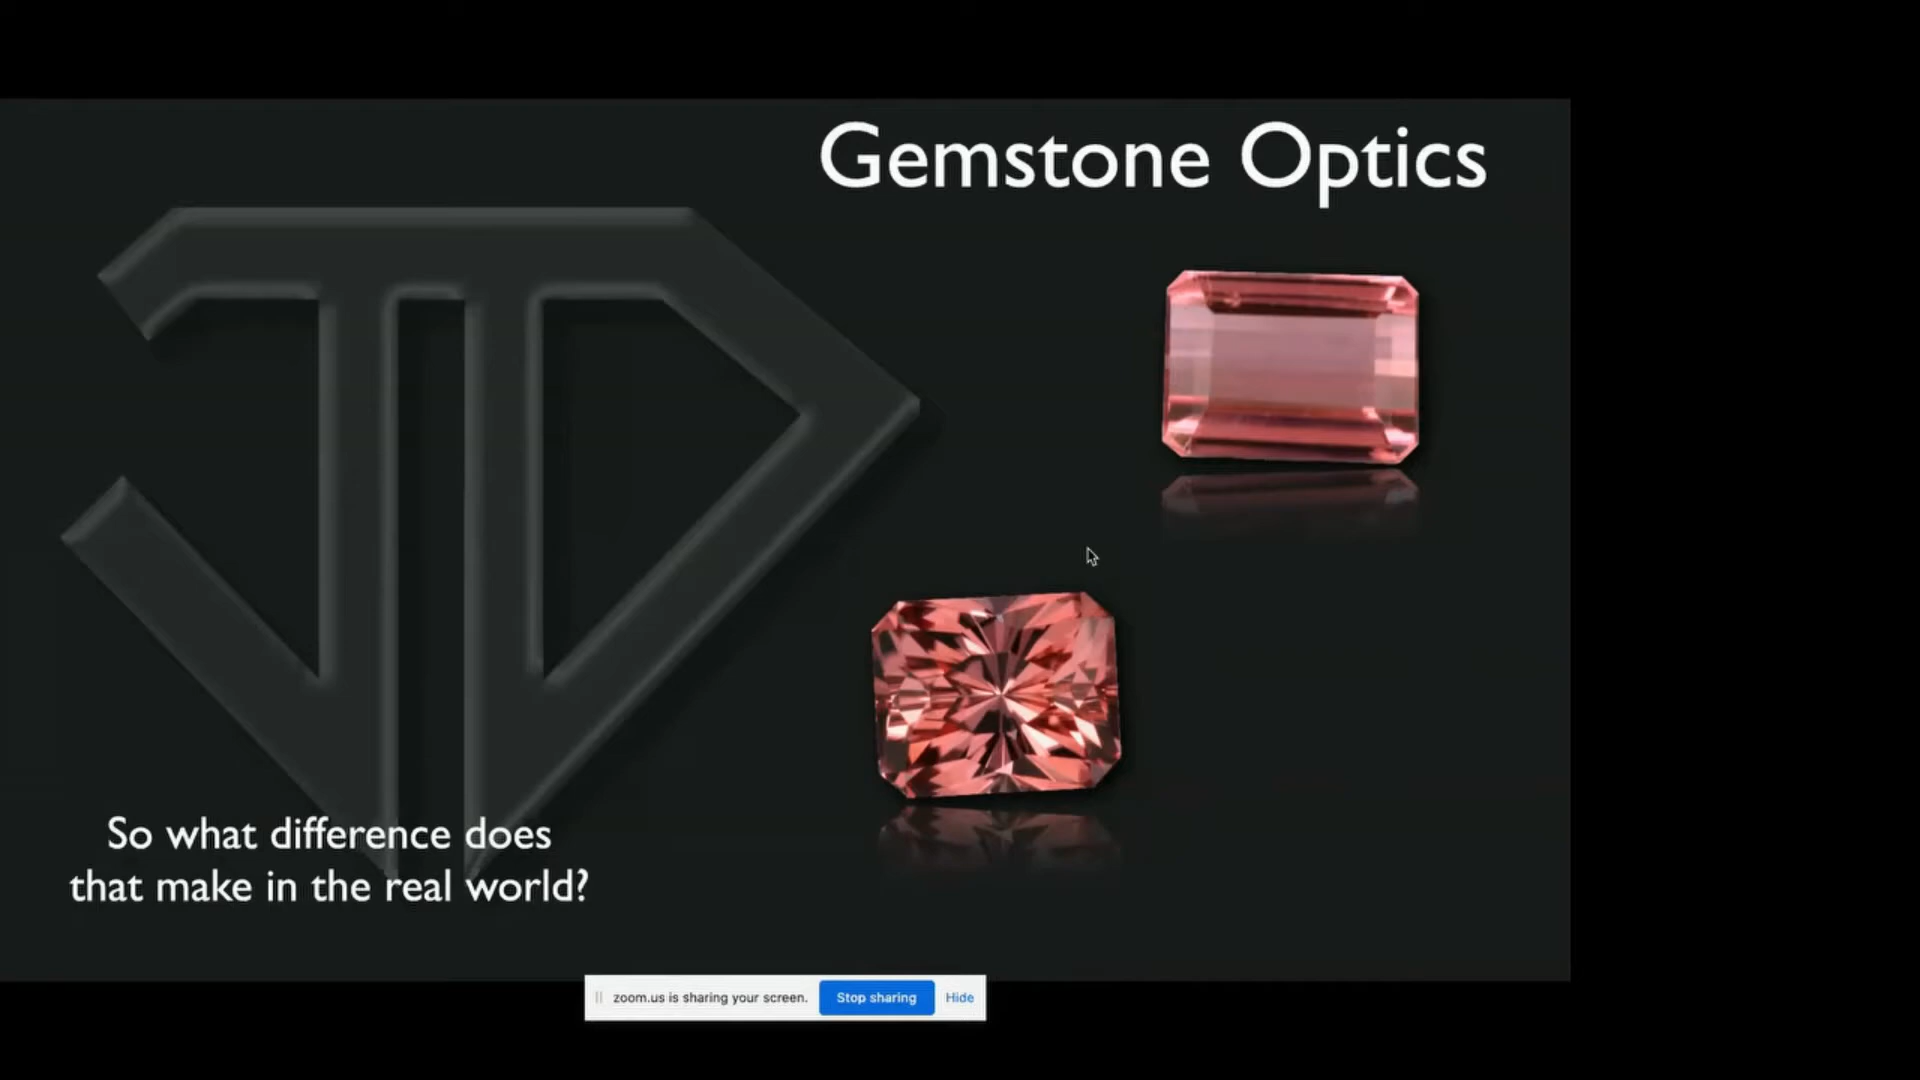 Gemstone Optics
So what difference does
that make in the real world?
zoom.us is sharing your screen. Stop sharing Hide